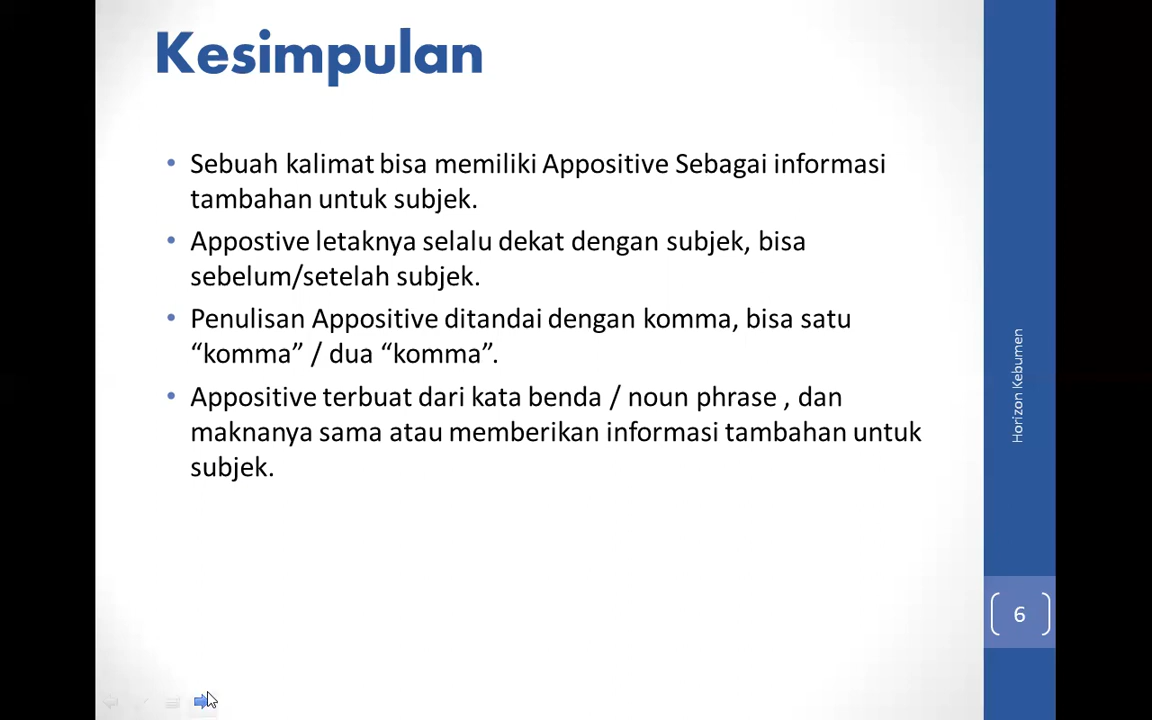 Kesimpulan
• Sebuah kalimat bisa memiliki Appositive Sebagai informasi
tambahan untuk subjek.
• Appostive letaknya selalu dekat dengan subjek, bisa
sebelum/setelah subjek.
• Penulisan Appositive ditandai dengan komma, bisa satu
“komma” / dua “komma”.
• Appositive terbuat dari kata benda / noun phrase , dan
maknanya sama atau memberikan informasi tambahan untuk
subjek.
Horizon Kebumen
6